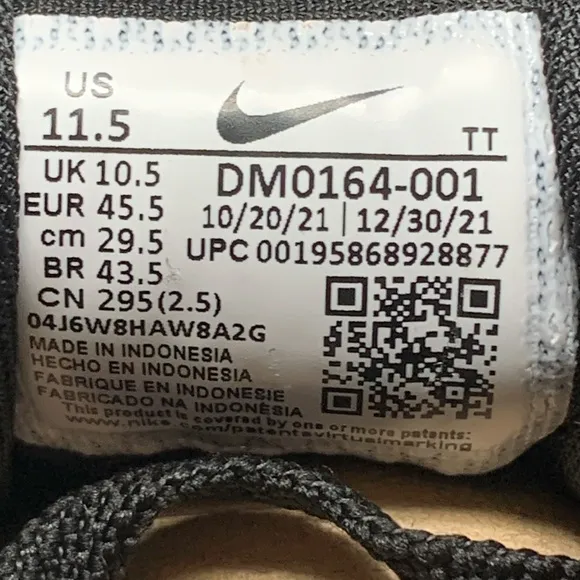 US
11.5
TT
UK 10.5
EUR 45.5
cm 29.5
BR 43.5
CN 295(2.5)
DM0164-001
10/20/21 | 12/30/21
UPC 00195868928877
04J6W8HAW8A2G
MADE IN INDONESIA
HECHO EN INDONESIA
FABRIQUE EN INDONESIE
FABRICADO NA INDONÉSIA
This product is covered by one or more patents:
www.nike.com/patentsvirtualmarking